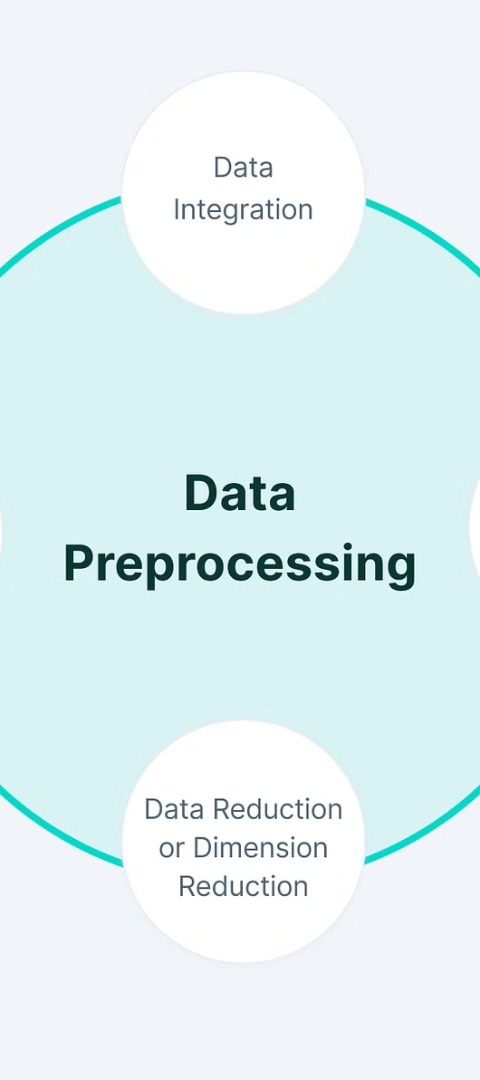 Data
Integration
Data
Preprocessing
Data Reduction
or Dimension
Reduction